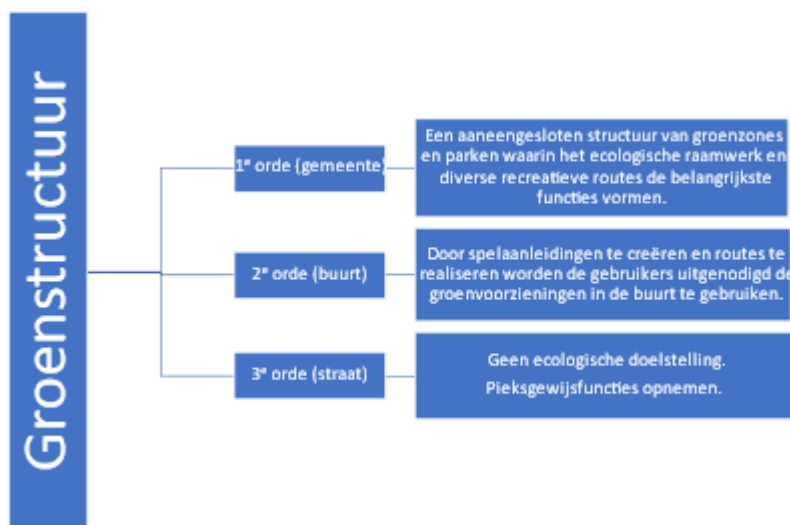 Groenstructuur
1e orde (gemeente)
Een aaneengesloten structuur van groenzones
en parken waarin het ecologische raamwerk en
diverse recreatieve routes de belangrijkste
functies vormen.
2e orde (buurt)
Door spelaanleidingen te creëren en routes te
realiseren worden de gebruikers uitgenodigd de
groenvoorzieningen in de buurt te gebruiken.
3e orde (straat)
Geen ecologische doelstelling.
Pieksgewijsfuncties opnemen.